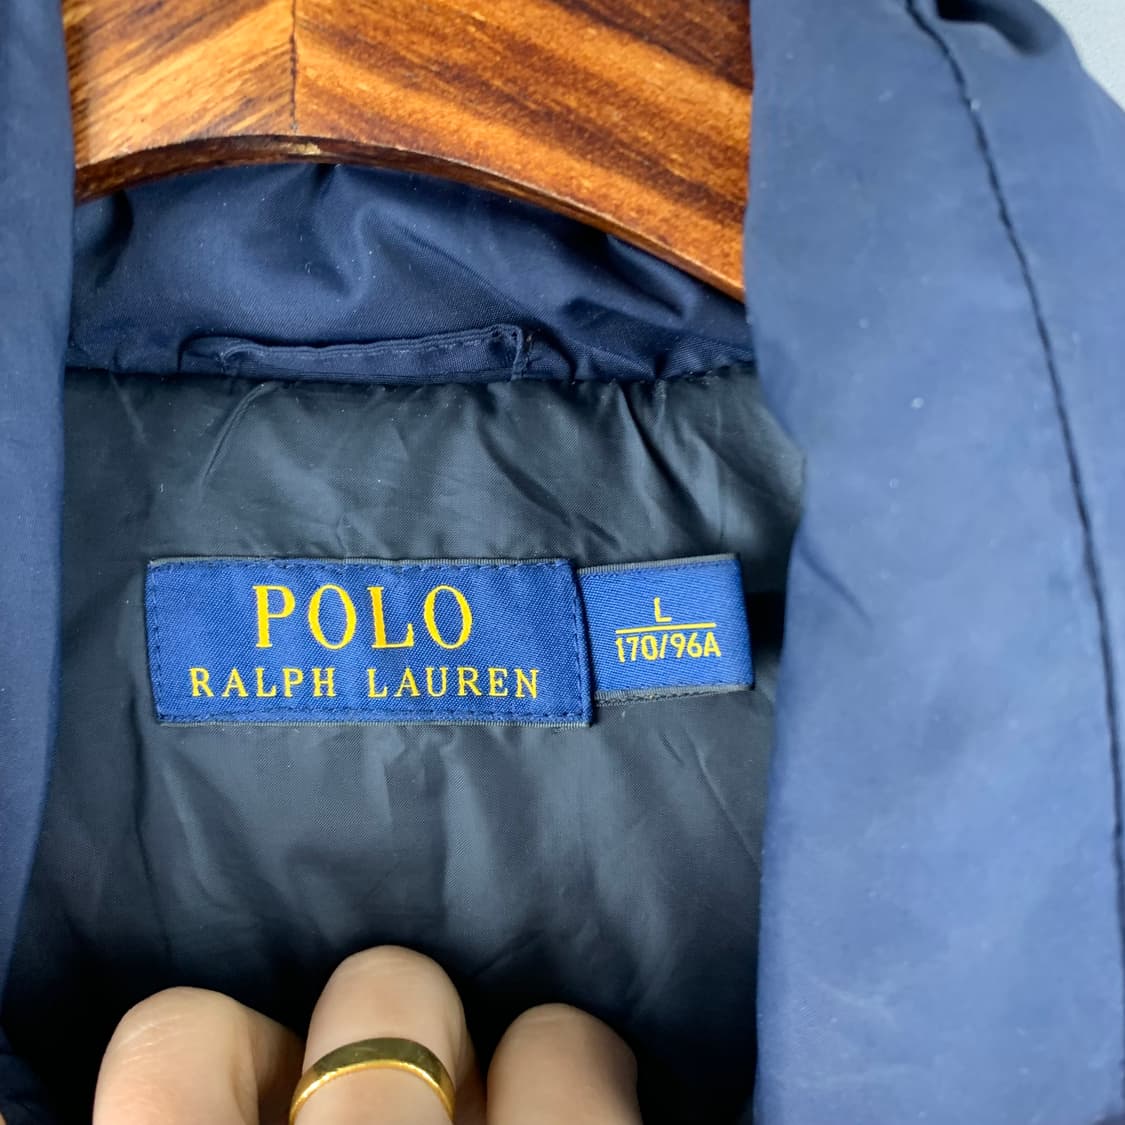 POLO
RALPH LAUREN
L
170/96A